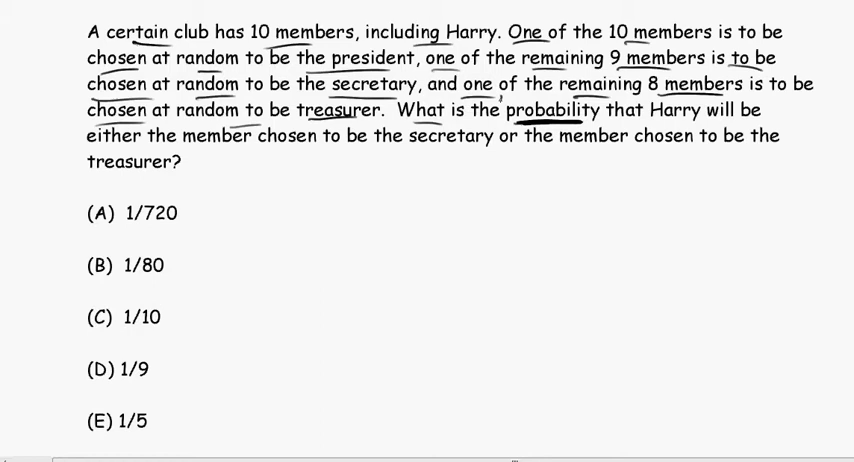 A certain club has 10 members, including Harry. One of the 10 members is to be
chosen at random to be the president, one of the remaining 9 members is to be
chosen at random to be the secretary, and one of the remaining 8 members is to be
chosen at random to be treasurer. What is the probability that Harry will be
either the member chosen to be the secretary or the member chosen to be the
treasurer?
(A) 1/720
(B) 1/80
(C) 1/10
(D) 1/9
(E) 1/5